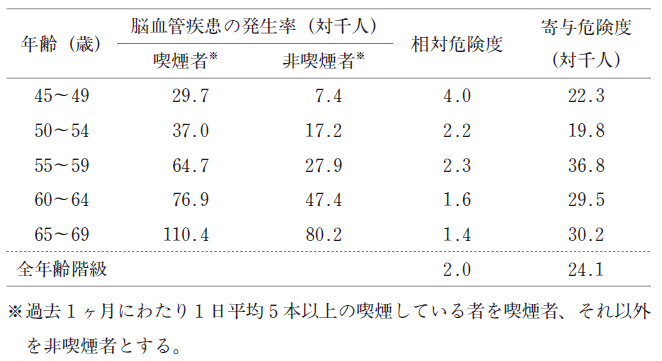 年齢（歳） 脳血管疾患の発生率（対千人） 相対危険度 寄与危険度（対千人）
喫煙者※ 非喫煙者※
45～49 29.7 7.4 4.0 22.3
50～54 37.0 17.2 2.2 19.8
55～59 64.7 27.9 2.3 36.8
60～64 76.9 47.4 1.6 29.5
65～69 110.4 80.2 1.4 30.2
全年齢階級 2.0 24.1
※過去１ヶ月にわたり１日平均５本以上の喫煙している者を喫煙者、それ以外
を非喫煙者とする。